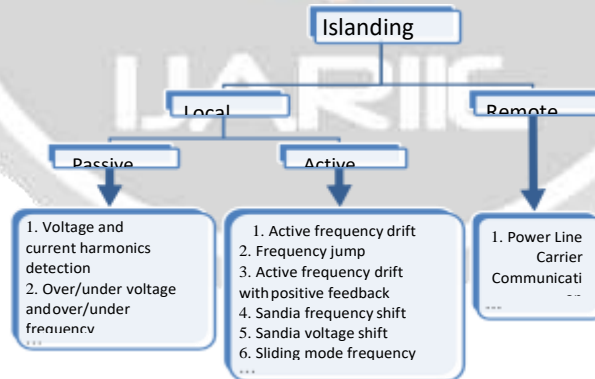 Islanding
IJARIIE
Local
Remote
Passive
Active
1. Voltage and
current harmonics
detection
2. Over/under voltage
andover/under
frequency
...
1. Active frequency drift
2. Frequency jump
3. Active frequency drift
withpositive feedback
4. Sandia frequency shift
5. Sandia voltage shift
6. Sliding mode frequency
...
1. Power Line
Carrier
Communicati
on
...